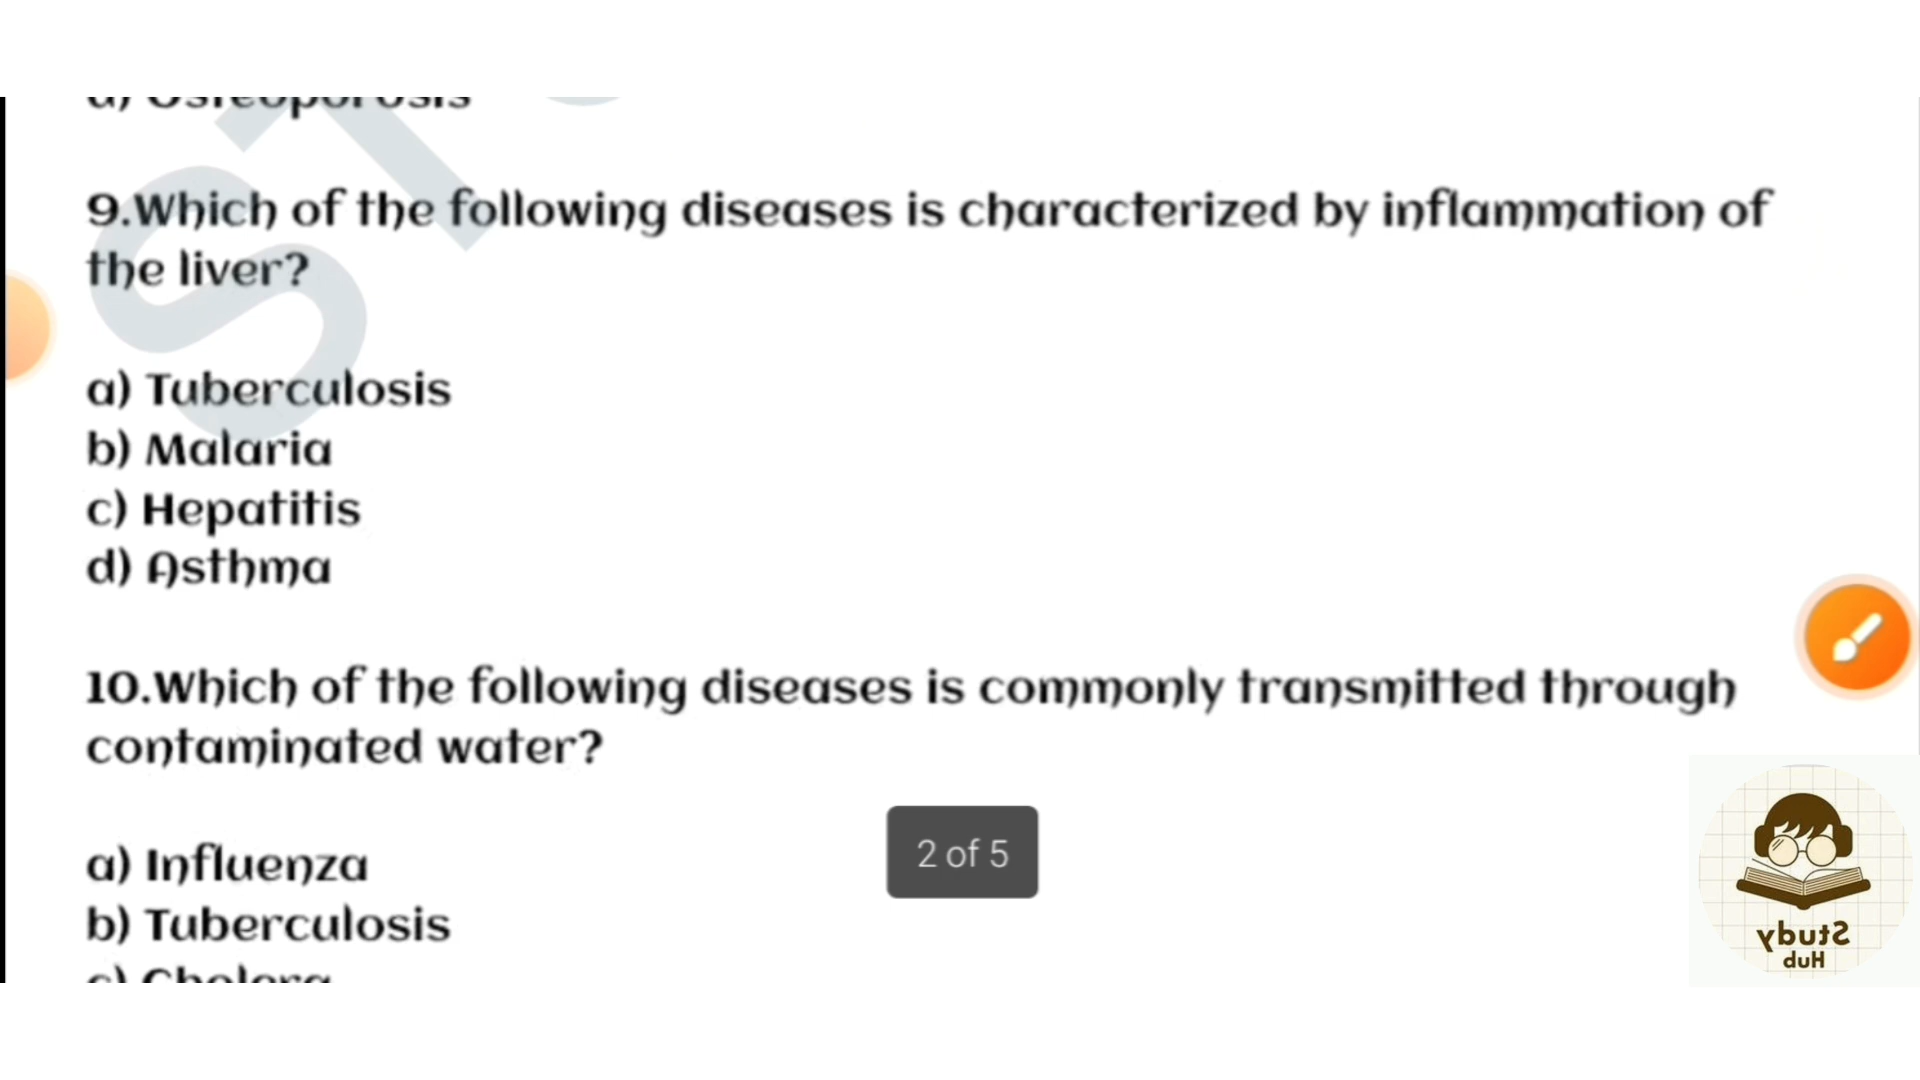 d) Osteoporosis
9.Which of the following diseases is characterized by inflammation of
the liver?
a) Tuberculosis
b) Malaria
c) Hepatitis
d) Asthma
10.Which of the following diseases is commonly transmitted through
contaminated water?
a) Influenza
b) Tuberculosis
c) Cholera
2 of 5
Study
Hub